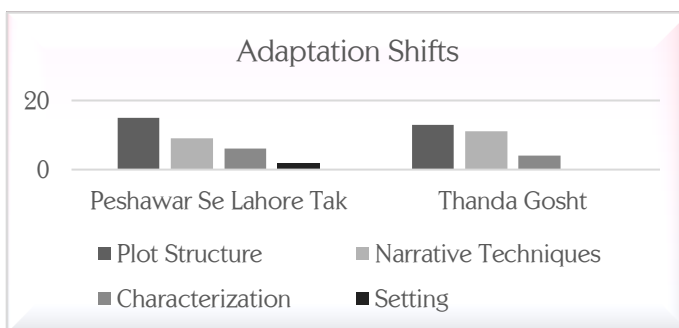 Adaptation Shifts
20
0
Peshawar Se Lahore Tak Thanda Gosht
Plot Structure Narrative Techniques
Characterization Setting